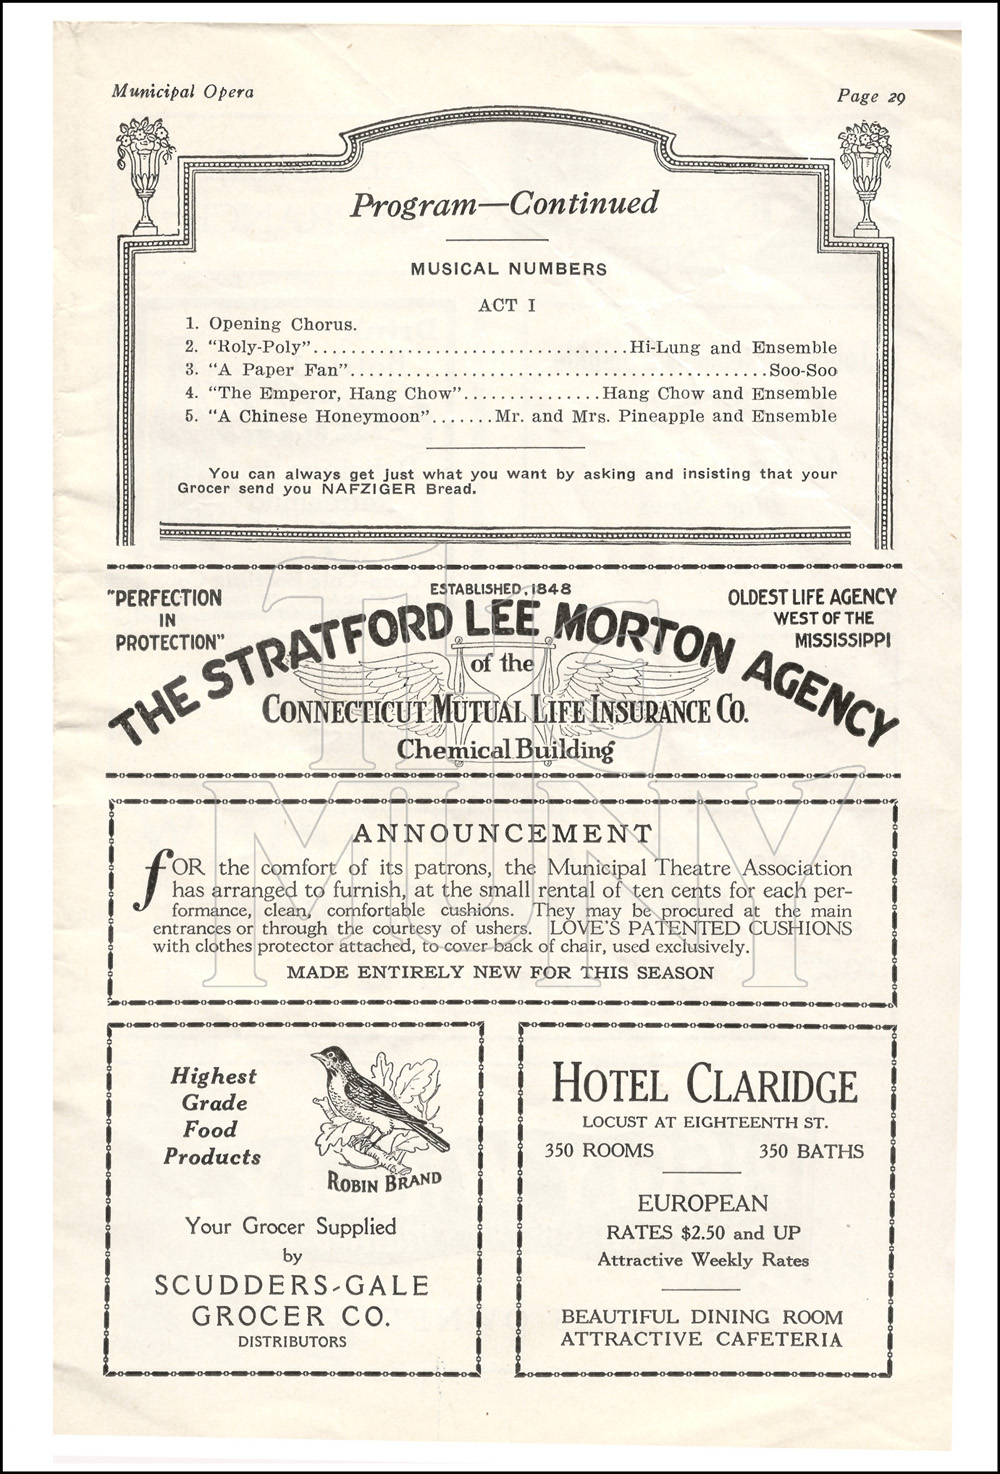 Municipal Opera
Page 29
Program—Continued
MUSICAL NUMBERS
ACT I
1. Opening Chorus.
2. "Roly-Poly"................................Hi-Lung and Ensemble
3. "A Paper Fan"...........................................Soo-Soo
4. "The Emperor, Hang Chow"...............Hang Chow and Ensemble
5. "A Chinese Honeymoon".......Mr. and Mrs. Pineapple and Ensemble
You can always get just what you want by asking and insisting that your
Grocer send you NAFZIGER Bread.
"PERFECTION
IN
PROTECTION"
ESTABLISHED, 1848
OLDEST LIFE AGENCY
WEST OF THE
MISSISSIPPI
THE STRATFORD LEE MORTON AGENCY
of the
CONNECTICUT MUTUAL LIFE INSURANCE CO.
Chemical Building
The
MUNY
ANNOUNCEMENT
fOR the comfort of its patrons, the Municipal Theatre Association
has arranged to furnish, at the small rental of ten cents for each per-
formance, clean, comfortable cushions. They may be procured at the main
entrances or through the courtesy of ushers. LOVE'S PATENTED CUSHIONS
with clothes protector attached, to cover back of chair, used exclusively.
MADE ENTIRELY NEW FOR THIS SEASON
Highest
Grade
Food
Products
ROBIN BRAND
Your Grocer Supplied
by
SCUDDERS-GALE
GROCER CO.
DISTRIBUTORS
HOTEL CLARIDGE
LOCUST AT EIGHTEENTH ST.
350 ROOMS 350 BATHS
EUROPEAN
RATES $2.50 and UP
Attractive Weekly Rates
BEAUTIFUL DINING ROOM
ATTRACTIVE CAFETERIA